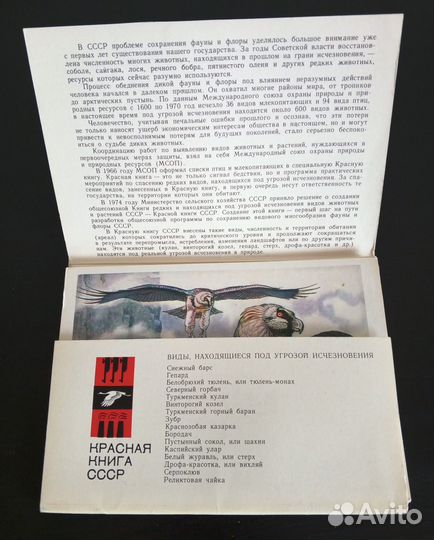 В СССР проблеме сохранения фауны и флоры уделялось большое внимание уже
с первых лет существования нашего государства. За годы Советской власти восстанов-
лена численность многих животных, находящихся в прошлом на грани исчезновения, —
соболя, сайгака, лося, речного бобра, пятнистого оленя и других редких животных,
ресурсы которых сейчас разумно используются.
Процесс обеднения дикой фауны и флоры под влиянием неразумных действий
человека начался в далеком прошлом. Он охватил многие районы мира, от тропиков
до арктических пустынь. По данным Международного союза охраны природы и при-
родных ресурсов с 1600 по 1970 год исчезло 36 видов млекопитающих и 94 вида птиц,
в настоящее время под угрозой исчезновения находится около 600 видов животных.
Человечество, учитывая печальные ошибки прошлого и осознав, что эти потери
не только наносят ущерб экономическим интересам общества в настоящем, но и могут
привести к невосполнимым потерям для будущих поколений, стало серьезно беспоко-
иться о судьбе диких животных.
Координацию работ по выявлению видов животных и растений, нуждающихся в
первоочередных мерах защиты, взял на себя Международный союз охраны природы
и природных ресурсов (МСОП).
В 1966 году МСОП оформил списки птиц и млекопитающих в специальную Красную
книгу. Красная книга — это не только сигнал бедствия, но и программа практических
мероприятий по спасению редких видов, находящихся под угрозой исчезновения. За спа-
сение видов, занесенных в Красную книгу, в первую очередь несут ответственность те
государства, на территории которых они обитают.
В 1974 году Министерство сельского хозяйства СССР приняло решение о создании
общесоюзной Книги редких и находящихся под угрозой исчезновения видов животных
и растений СССР — Красной книги СССР. Создание этой книги — первый шаг на пути
разработки общесоюзной программы по сохранению видового многообразия фауны и
флоры СССР.
В Красную книгу СССР внесены такие виды, численность и территория обитания
(ареал) которых сократились до критического уровня и продолжают сокращаться
в результате перепромысла, истребления, изменения ландшафтов или по другим причи-
нам. Эти животные (кулан, винторогий козел, гепард, стерх, дрофа-красотка и др.)
находятся под реальной угрозой исчезновения в природе.
ВИДЫ, НАХОДЯЩИЕСЯ ПОД УГРОЗОЙ ИСЧЕЗНОВЕНИЯ
Снежный барс
Гепард
Белобрюхий тюлень, или тюлень-монах
Северный горбач
Туркменский кулан
Винторогий козел
Туркменский горный баран
Зубр
Краснозобая казарка
Бородач
Пустынный сокол, или шахин
Каспийский улар
Белый журавль, или стерх
Дрофа-красотка, или вихляй
Серпоклюв
Реликтовая чайка
КРАСНАЯ
КНИГА
СССР
Avito